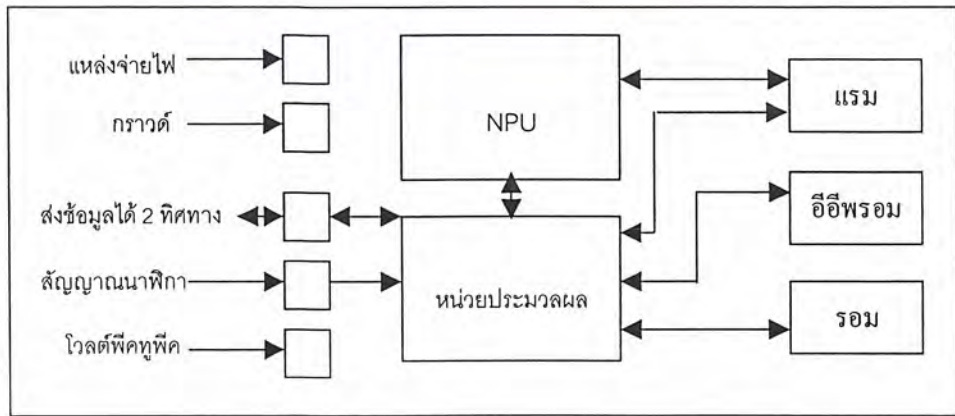 แหล่งจ่ายไฟ
กราวด์
ส่งข้อมูลได้ 2 ทิศทาง
สัญญาณนาฬิกา
โวลต์พีคทูพีค
NPU
หน่วยประมวลผล
แรม
อีอีพรอม
รอม